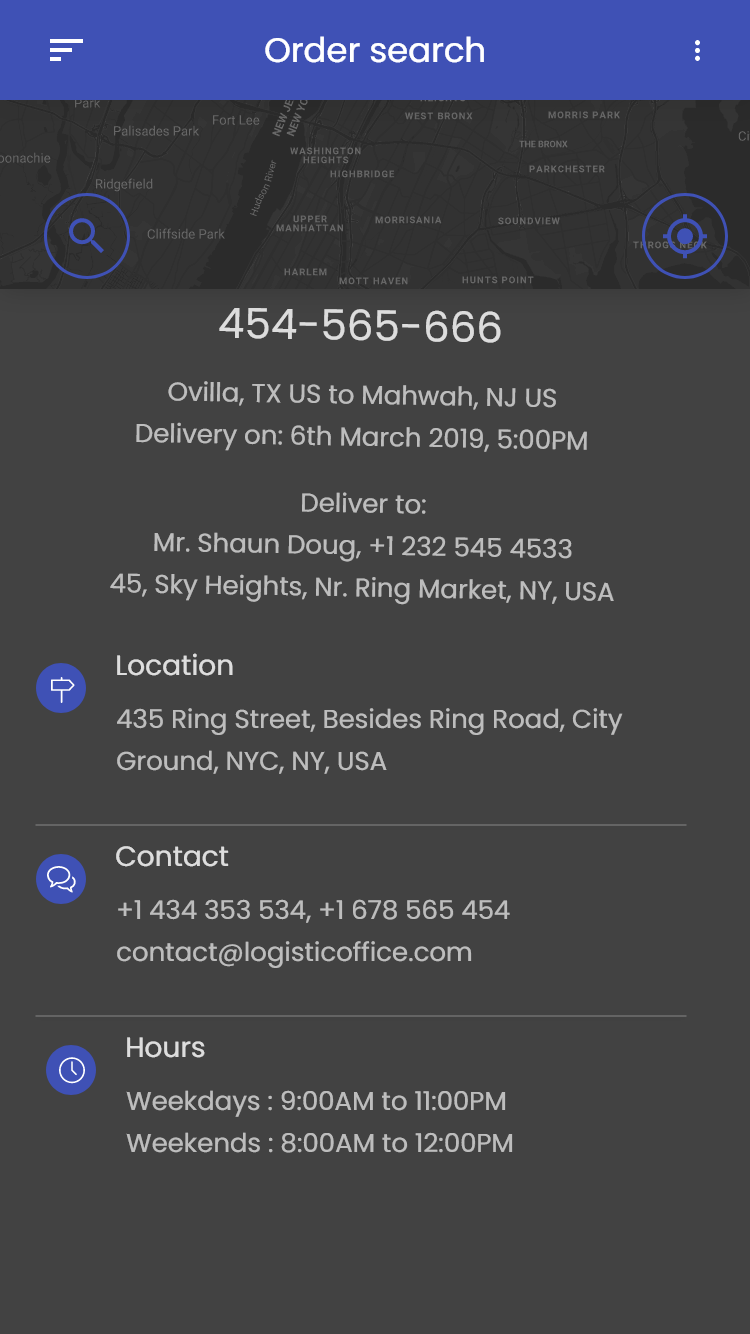 Order search
Park
HEIGHTS
Fort Lee
NEW JE
NEW YO
WEST BRONX
MORRIS PARK
Palisades Park
THE BRONX
WASHINGTON
HEIGHTS
HIGHBRIDGE
PARKCHESTER
Ridgefield
Hudson River
UPPER
MANHATTAN
MORRISANIA
SOUNDVIEW
Cliffside Park
THROGS NECK
HARLEM
MOTT HAVEN
HUNTS POINT
454-565-666
Ovilla, TX US to Mahwah, NJ US
Delivery on: 6th March 2019, 5:00PM
Deliver to:
Mr. Shaun Doug, +1 232 545 4533
45, Sky Heights, Nr. Ring Market, NY, USA
Location
435 Ring Street, Besides Ring Road, City
Ground, NYC, NY, USA
Contact
+1 434 353 534, +1 678 565 454
contact@logisticoffice.com
Hours
Weekdays : 9:00AM to 11:00PM
Weekends : 8:00AM to 12:00PM